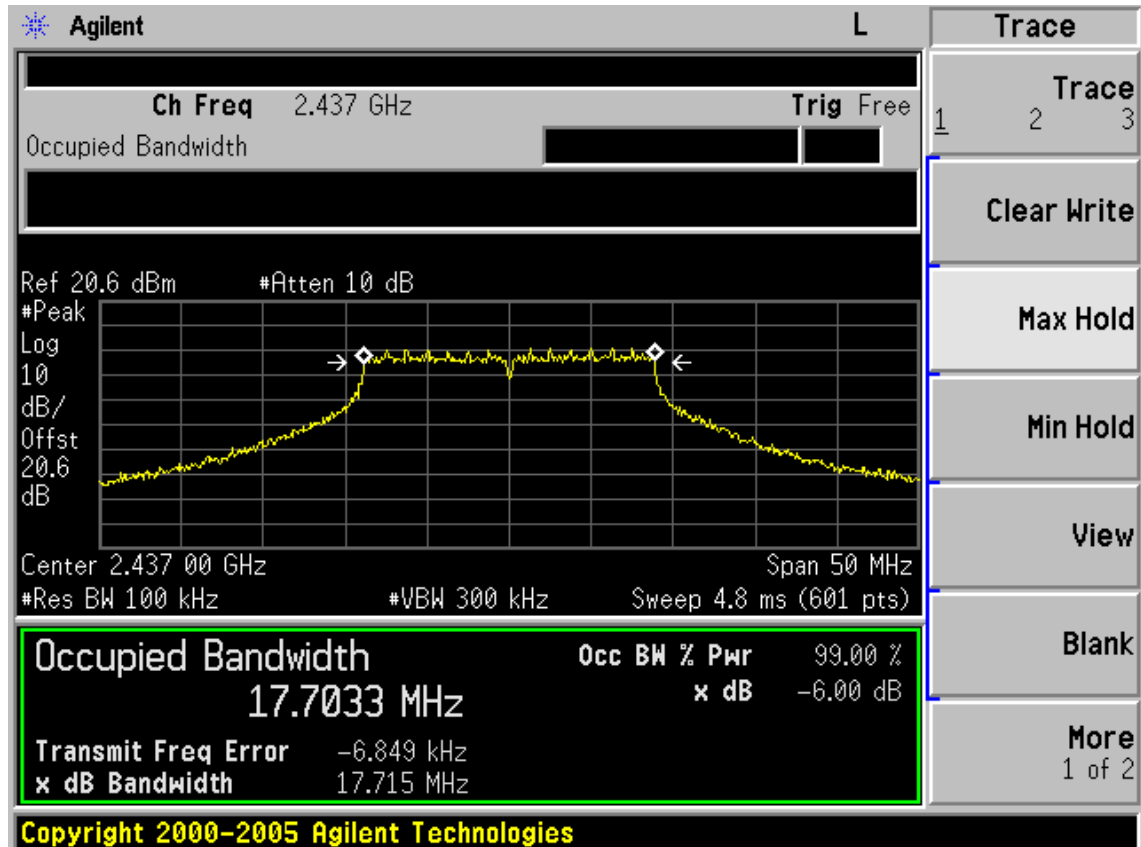 Agilent L
Trace
Ch Freq 2.437 GHz Trig Free
Occupied Bandwidth
Trace
1 2 3
Clear Write
Max Hold
Min Hold
View
Blank
More
1 of 2
Ref 20.6 dBm #Atten 10 dB
#Peak
Log
10
dB/
Offst
20.6
dB
Center 2.437 00 GHz Span 50 MHz
#Res BW 100 kHz #VBW 300 kHz Sweep 4.8 ms (601 pts)
Occupied Bandwidth Occ BW % Pwr 99.00 %
17.7033 MHz x dB -6.00 dB
Transmit Freq Error -6.849 kHz
x dB Bandwidth 17.715 MHz
Copyright 2000-2005 Agilent Technologies